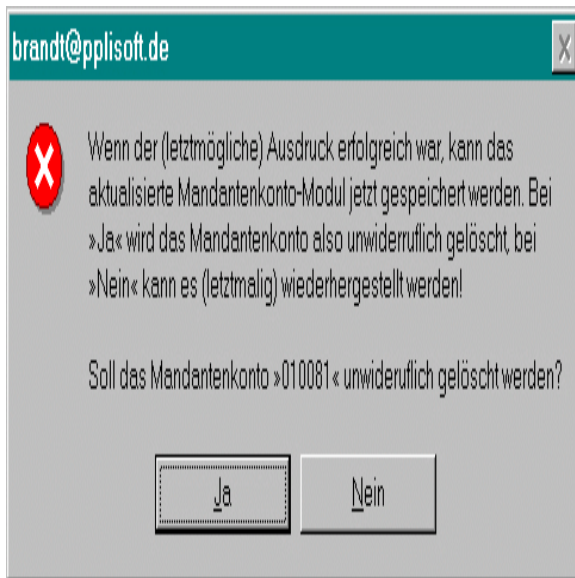 brandt@pplisoft.de
Wenn der (letztmögliche) Ausdruck erfolgreich war, kann das
aktualisierte Mandantenkonto-Modul jetzt gespeichert werden. Bei
»Ja« wird das Mandantenkonto also unwiderruflich gelöscht, bei
»Nein« kann es (letztmalig) wiederhergestellt werden!
Soll das Mandantenkonto »010081« unwideruflich gelöscht werden?
Ja
Nein